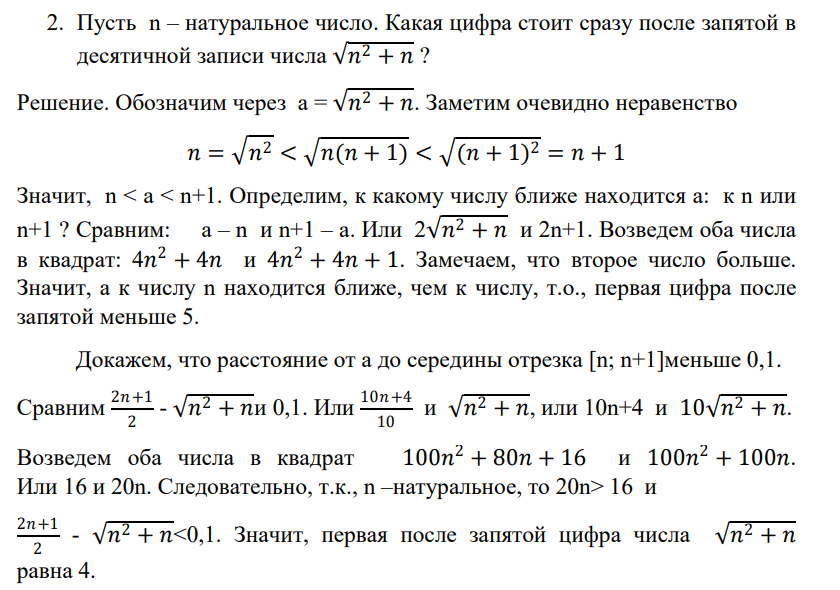 2. Пусть n – натуральное число. Какая цифра стоит сразу после запятой в
десятичной записи числа √(n² + n) ?
Решение. Обозначим через a = √(n² + n). Заметим очевидно неравенство
n = √(n²) < √(n(n + 1)) < √((n + 1)²) = n + 1
Значит, n < a < n+1. Определим, к какому числу ближе находится а: к n или
n+1 ? Сравним: a – n и n+1 – a. Или 2√(n² + n) и 2n+1. Возведем оба числа
в квадрат: 4n² + 4n и 4n² + 4n + 1. Замечаем, что второе число больше.
Значит, а к числу n находится ближе, чем к числу, т.о., первая цифра после
запятой меньше 5.
Докажем, что расстояние от а до середины отрезка [n; n+1]меньше 0,1.
Сравним (2n+1)/2 - √(n² + n)и 0,1. Или (10n+4)/10 и √(n² + n), или 10n+4 и 10√(n² + n).
Возведем оба числа в квадрат 100n² + 80n + 16 и 100n² + 100n.
Или 16 и 20n. Следовательно, т.к., n –натуральное, то 20n> 16 и
(2n+1)/2 - √(n² + n)<0,1. Значит, первая после запятой цифра числа √(n² + n)
равна 4.